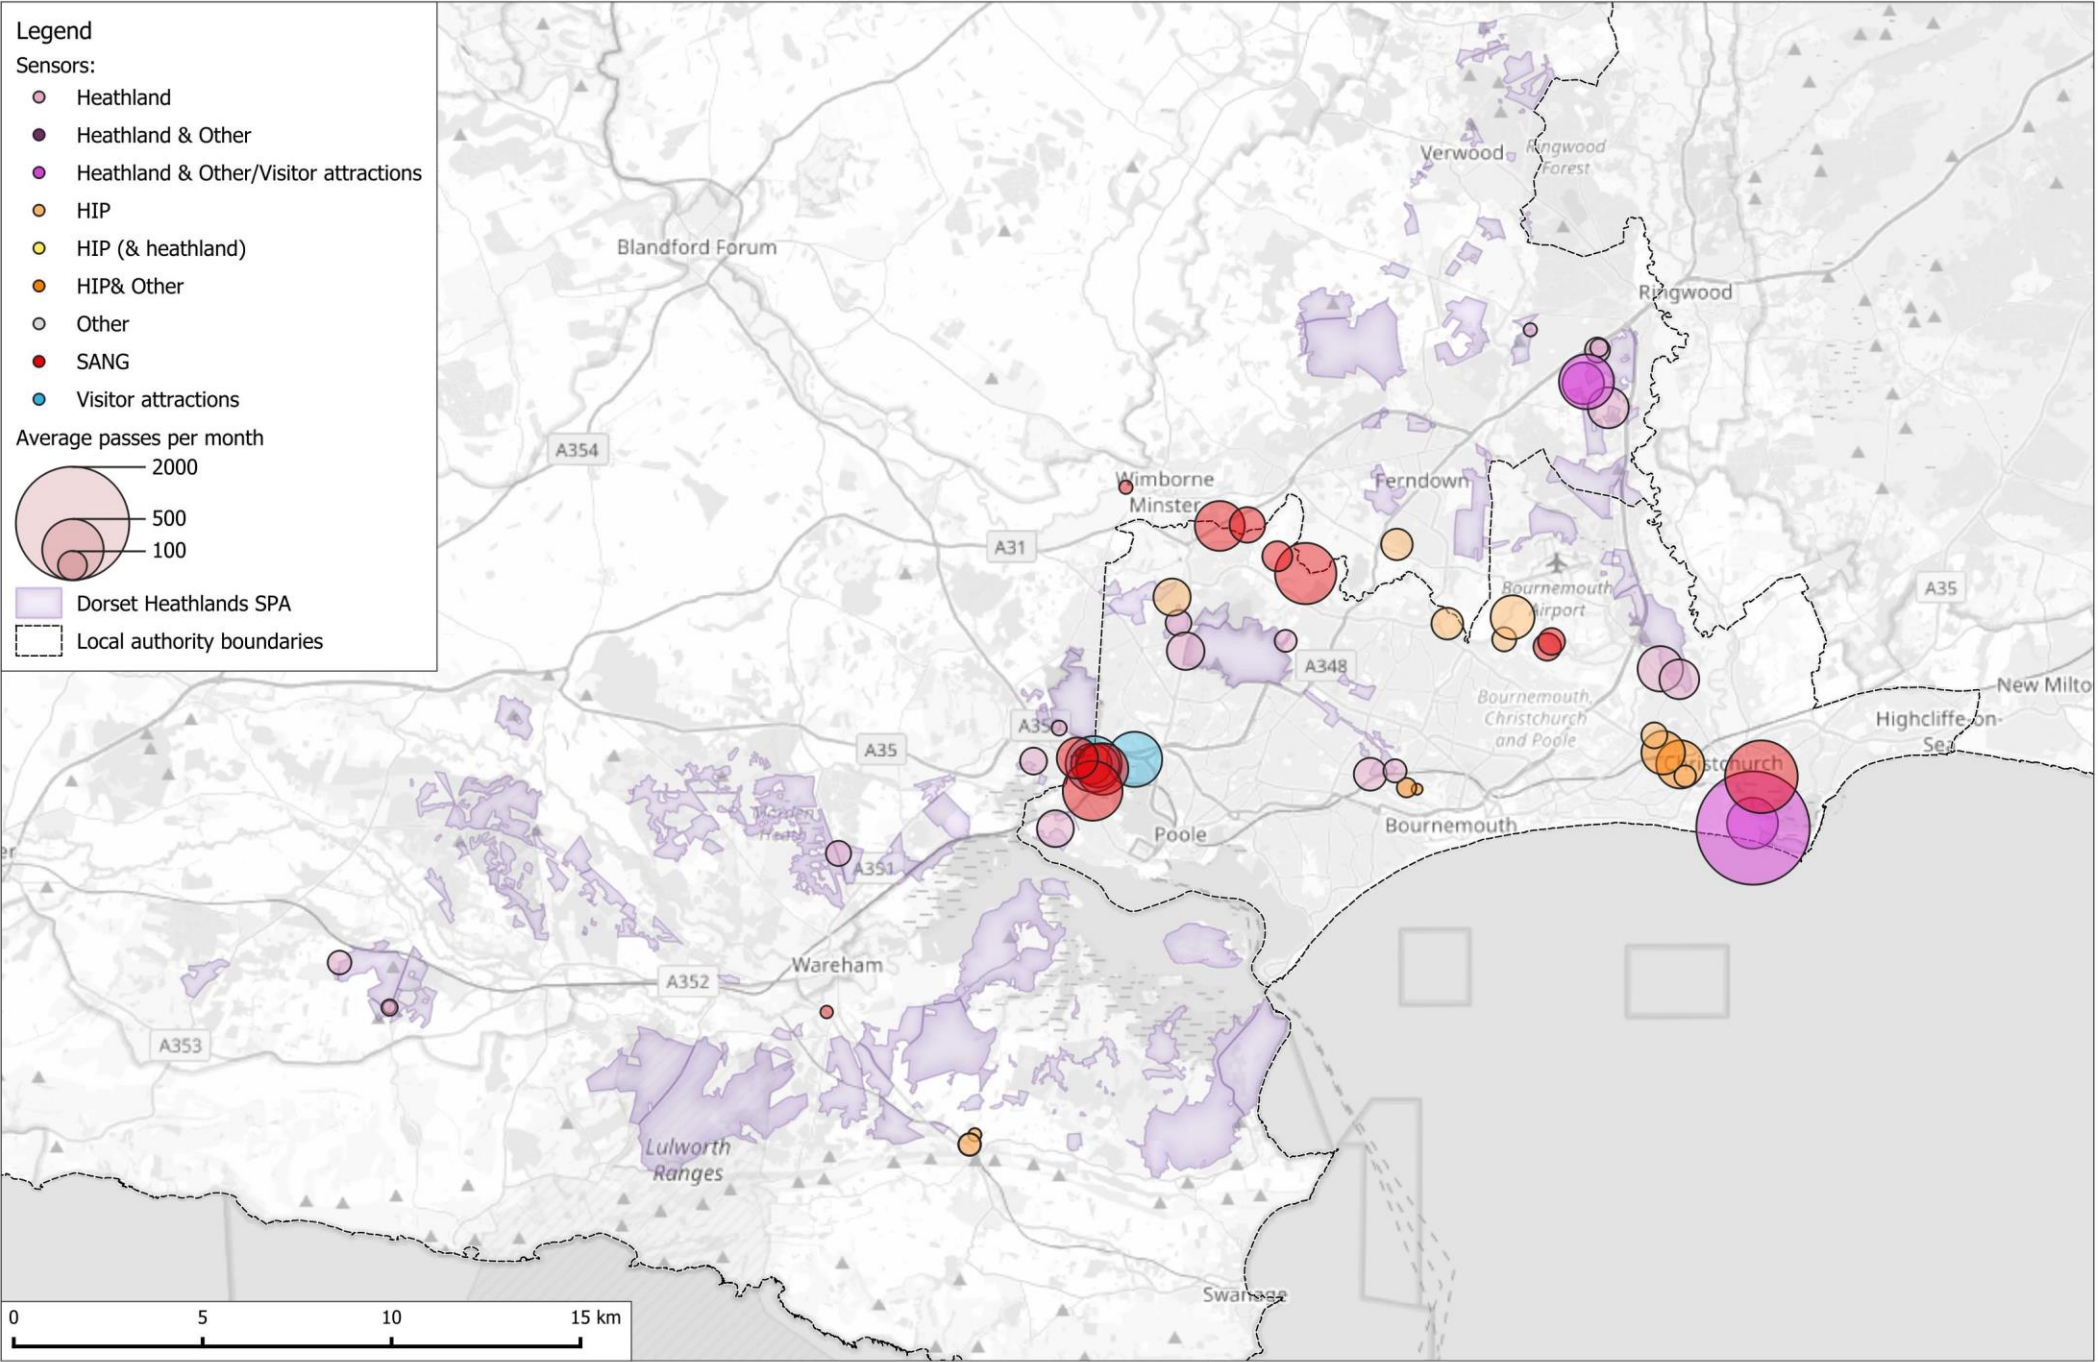 Legend
Sensors:
Heathland
Heathland & Other
Heathland & Other/Visitor attractions
HIP
HIP (& heathland)
HIP& Other
Other
SANG
Visitor attractions
Average passes per month
2000
500
100
Dorset Heathlands SPA
Local authority boundaries
Verwood
Ringwood
Forest
Blandford Forum
Ringwood
A354
Wimborne
Minster
Ferndown
A31
Bournemouth
Airport
A35
A348
Bournemouth,
Christchurch
and Poole
New Milto
Highcliffe-on-
Sea
A35
A35
Christchurch
Heath
Poole
Bournemouth
A351
er
Wareham
A352
A353
Lulworth
Ranges
Swanage
0
5
10
15 km